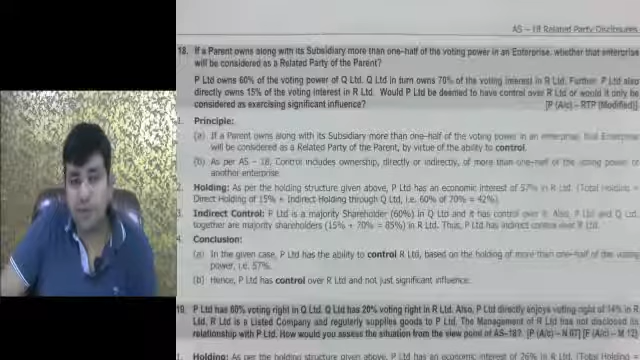 AS – 18 Related Party Disclosures
18. If a Parent owns along with its Subsidiary more than one-half of the voting power in an Enterprise, whether that enterprise
will be considered as a Related Party of the Parent?
P Ltd owns 60% of the voting power of Q Ltd. Q Ltd in turn owns 70% of the voting interest in R Ltd. Further P Ltd also
directly owns 15% of the voting interest in R Ltd. Would P Ltd be deemed to have control over R Ltd or would it only be
considered as exercising significant influence? [P (A/c) – RTP (Modified)]
1. Principle:
(a) If a Parent owns along with its Subsidiary more than one-half of the voting power in an enterprise, that Enterprise
will be considered as a Related Party of the Parent, by virtue of the ability to control.
(b) As per AS – 18, Control includes ownership, directly or indirectly, of more than one-half of the voting power of
another enterprise.
2. Holding: As per the holding structure given above, P Ltd has an economic interest of 57% in R Ltd. (Total Holding =
Direct Holding of 15% + Indirect Holding through Q Ltd, i.e. 60% of 70% = 42%)
3. Indirect Control: P Ltd is a majority Shareholder (60%) in Q Ltd and it has control over it. Also, P Ltd and Q Ltd
together are majority shareholders (15% + 70% = 85%) in R Ltd. Thus, P Ltd has indirect control over R Ltd.
4. Conclusion:
(a) In the given case, P Ltd has the ability to control R Ltd, based on the holding of more than one-half of the voting
power, i.e. 57%.
(b) Hence, P Ltd has control over R Ltd and not just significant influence.
19. P Ltd has 60% voting right in Q Ltd. Q Ltd has 20% voting right in R Ltd. Also, P Ltd directly enjoys voting right of 14% in
R Ltd. R Ltd is a Listed Company and regularly supplies goods to P Ltd. The Management of R Ltd has not disclosed its
relationship with P Ltd. How would you assess the situation from the view point of AS-18? [P (A/c) – N 07] [F (A/c) – M 12]
1. Holding: As per the holding structure given above, P Ltd has an economic interest of 26% in R Ltd. (Total Holding =